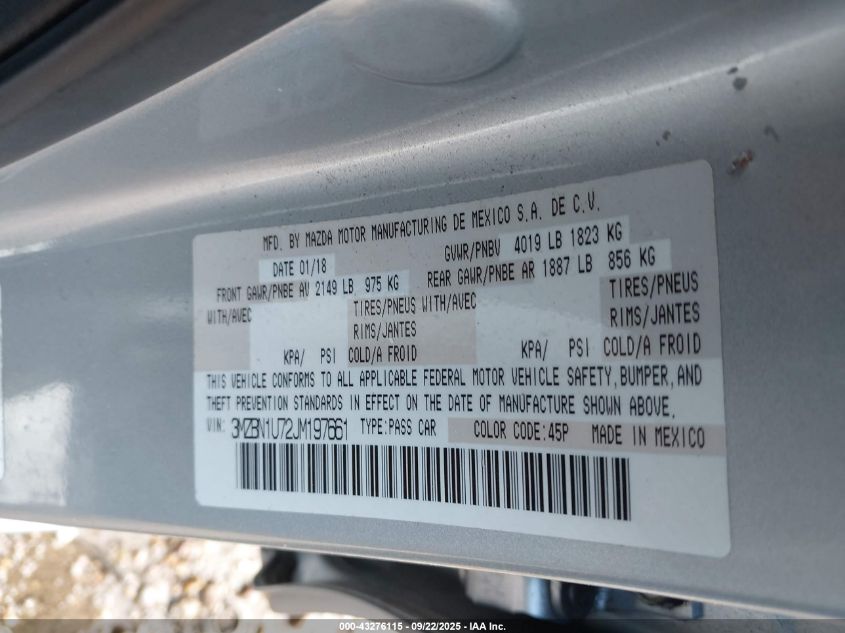 MFD. BY MAZDA MOTOR MANUFACTURING DE MEXICO S.A. DE C.V.
DATE 01/18 GVWR/PNBV 4019 LB 1823 KG
FRONT GAWR/PNBE AV 2149 LB 975 KG REAR GAWR/PNBE AR 1887 LB 856 KG
WITH/AVEC TIRES/PNEUS WITH/AVEC TIRES/PNEUS
RIMS/JANTES RIMS/JANTES
KPA/ PSI COLD/A FROID KPA/ PSI COLD/A FROID
THIS VEHICLE CONFORMS TO ALL APPLICABLE FEDERAL MOTOR VEHICLE SAFETY, BUMPER, AND
THEFT PREVENTION STANDARDS IN EFFECT ON THE DATE OF MANUFACTURE SHOWN ABOVE.
VIN: 3MZBN1U72JM197661 TYPE:PASS CAR COLOR CODE:45P MADE IN MEXICO
000-43276115 - 09/22/2025 - IAA Inc.